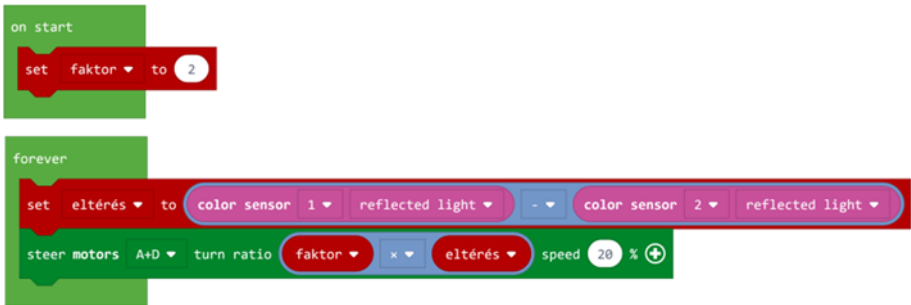 on start
set faktor to 2
forever
set eltérés to color sensor 1 reflected light - color sensor 2 reflected light
steer motors A+D turn ratio faktor × eltérés speed 20 %